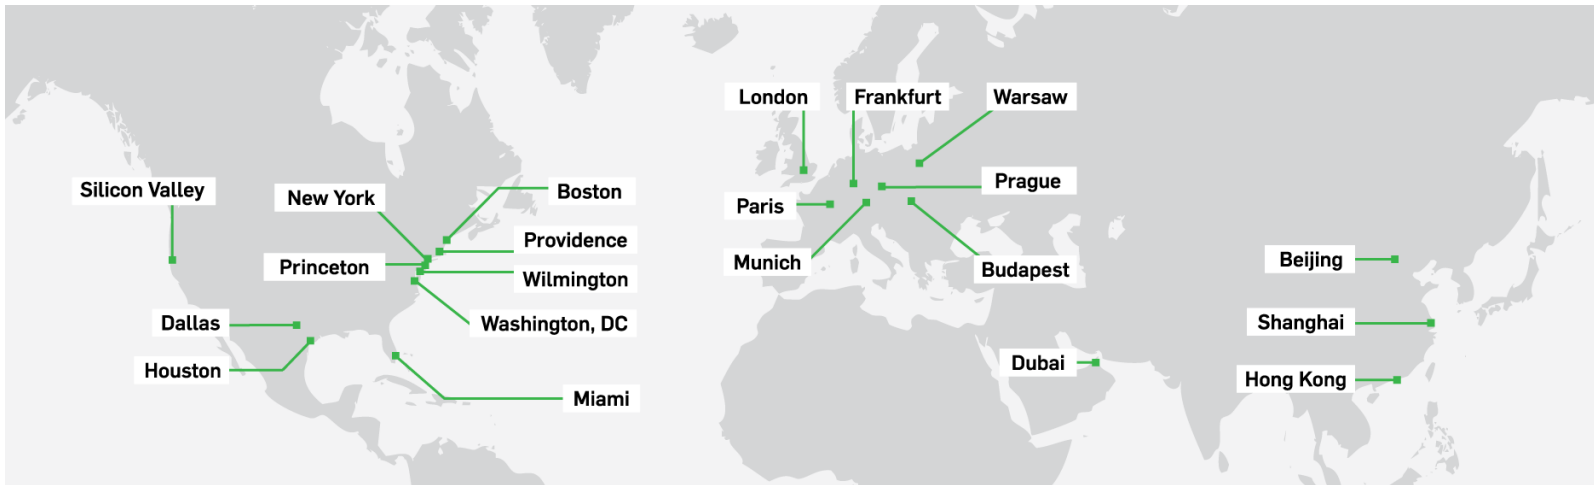 London
Frankfurt
Warsaw
Silicon Valley
New York
Boston
Prague
Paris
Providence
Princeton
Wilmington
Munich
Budapest
Beijing
Dallas
Washington, DC
Shanghai
Houston
Dubai
Hong Kong
Miami